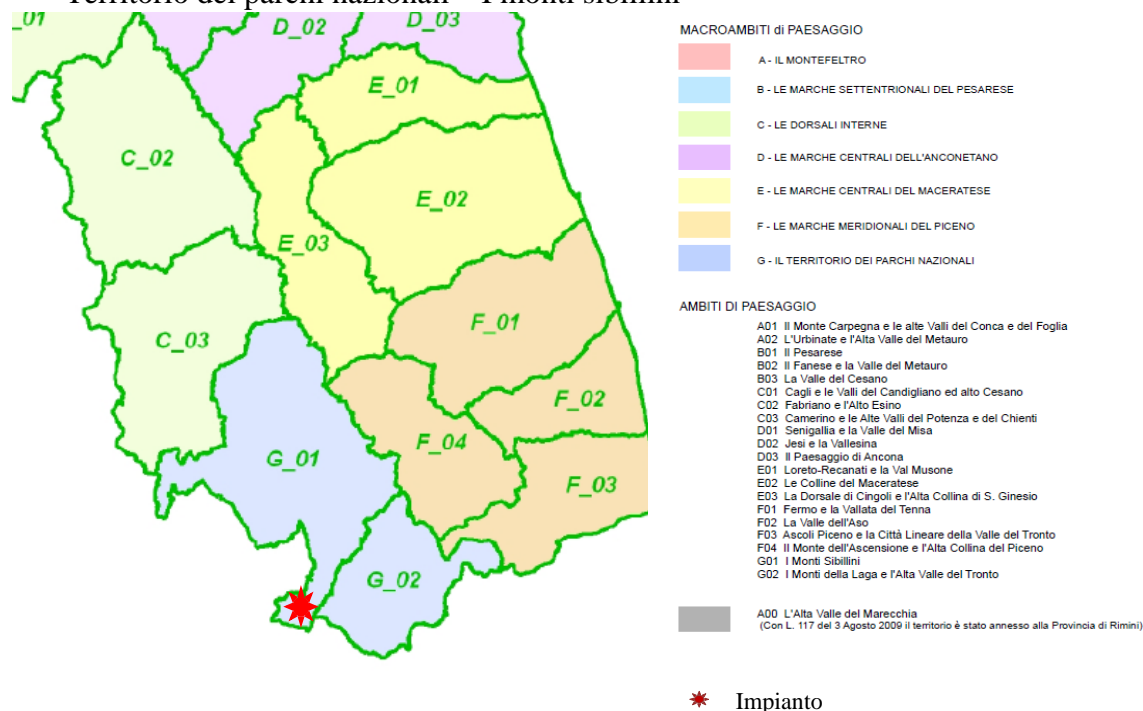 Territorio dei parchi nazionali – I monti sibillini
_01
D_02
D_03
E_01
C_02
E_02
E_03
F_01
C_03
F_02
F_04
G_01
F_03
G_02
MACROAMBITI di PAESAGGIO
A - IL MONTEFELTRO
B - LE MARCHE SETTENTRIONALI DEL PESARESE
C - LE DORSALI INTERNE
D - LE MARCHE CENTRALI DELL'ANCONETANO
E - LE MARCHE CENTRALI DEL MACERATESE
F - LE MARCHE MERIDIONALI DEL PICENO
G - IL TERRITORIO DEI PARCHI NAZIONALI
AMBITI DI PAESAGGIO
A01 Il Monte Carpegna e le alte Valli del Conca e del Foglia
A02 L'Urbinate e l'Alta Valle del Metauro
B01 Il Pesarese
B02 Il Fanese e la Valle del Metauro
B03 La Valle del Cesano
C01 Cagli e le Valli del Candigliano ed alto Cesano
C02 Fabriano e l'Alto Esino
C03 Camerino e le Alte Valli del Potenza e del Chienti
D01 Senigallia e la Valle del Misa
D02 Jesi e la Vallesina
D03 Il Paesaggio di Ancona
E01 Loreto-Recanati e la Val Musone
E02 Le Colline del Maceratese
E03 La Dorsale di Cingoli e l'Alta Collina di S. Ginesio
F01 Fermo e la Vallata del Tenna
F02 La Valle dell'Aso
F03 Ascoli Piceno e la Città Lineare della Valle del Tronto
F04 Il Monte dell'Ascensione e l'Alta Collina del Piceno
G01 I Monti Sibillini
G02 I Monti della Laga e l'Alta Valle del Tronto
A00 L'Alta Valle del Marecchia
(Con L. 117 del 3 Agosto 2009 il territorio è stato annesso alla Provincia di Rimini)
Impianto